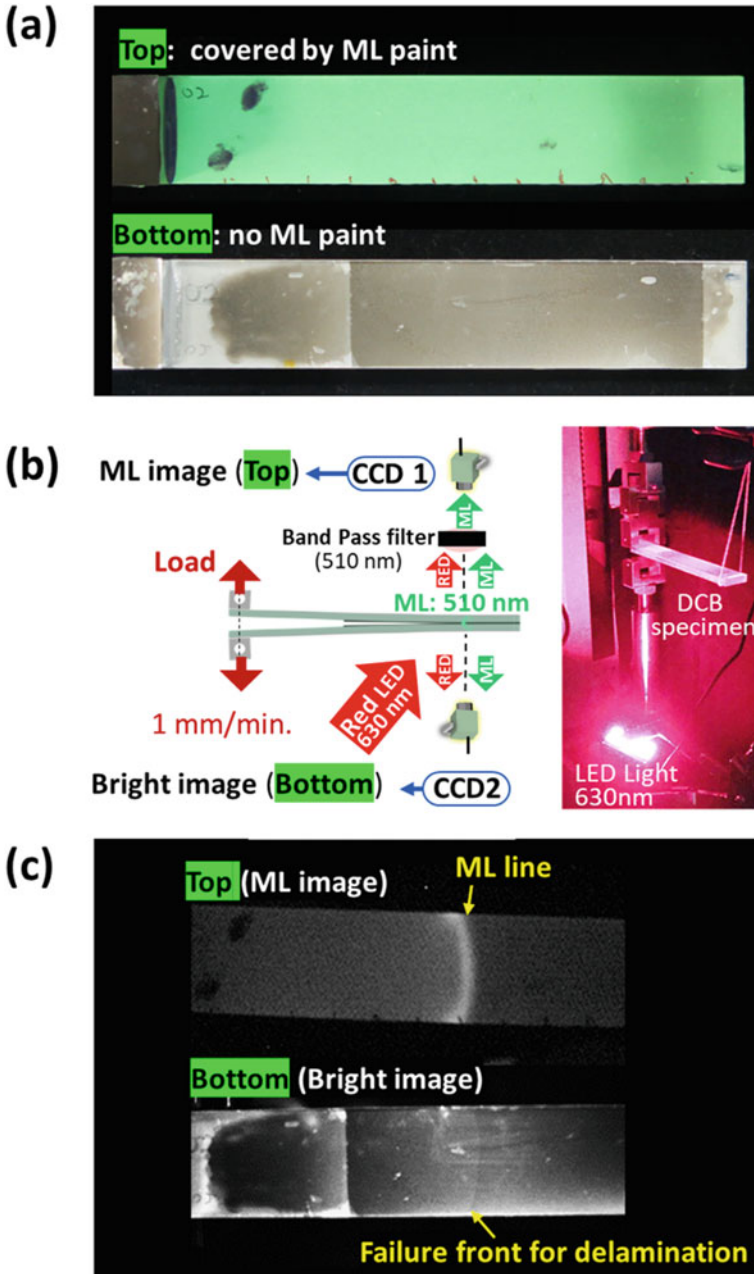 (a)
Top: covered by ML paint
02
Bottom: no ML paint
(b)
ML image (Top)
CCD 1
ML
Band Pass filter
(510 nm)
RED
ML
Load
ML: 510 nm
RED
ML
Red LED
630 nm
1 mm/min.
Bright image (Bottom)
CCD2
DCB
specimen
LED Light
630nm
(c)
Top (ML image)
ML line
Bottom (Bright image)
Failure front for delamination